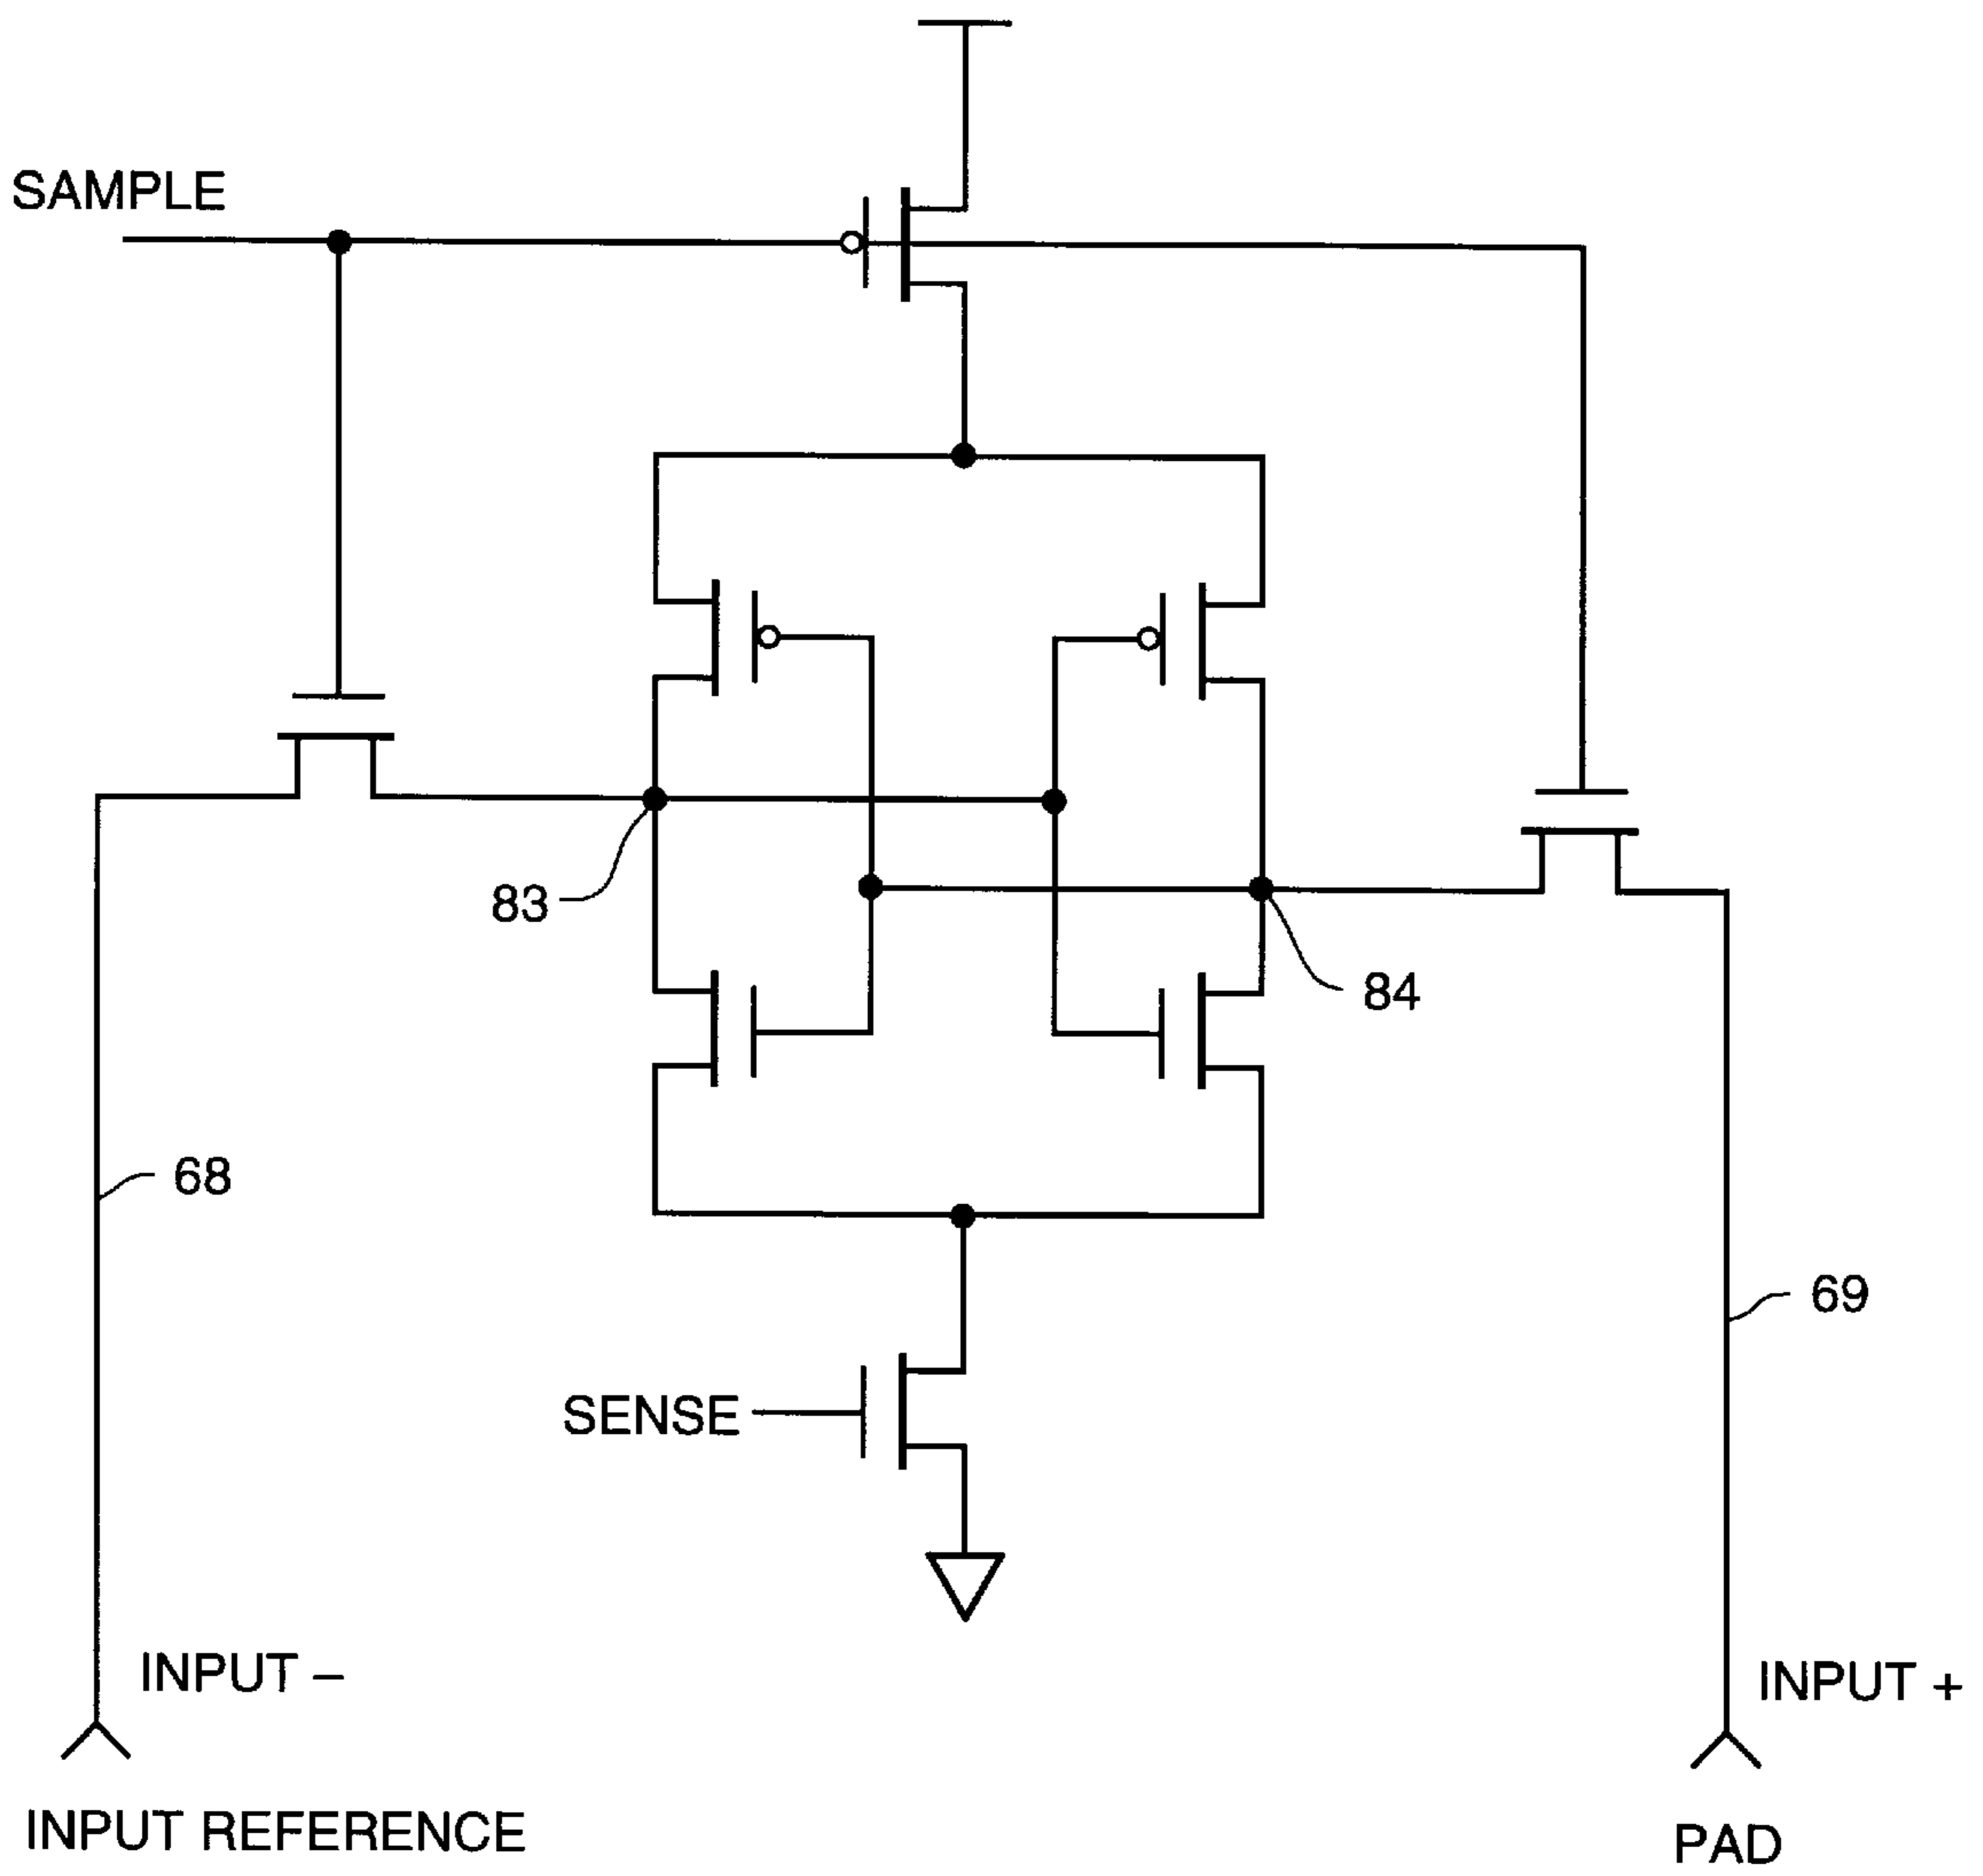 SAMPLE
83
84
68
69
SENSE
INPUT –
INPUT +
INPUT REFERENCE
PAD